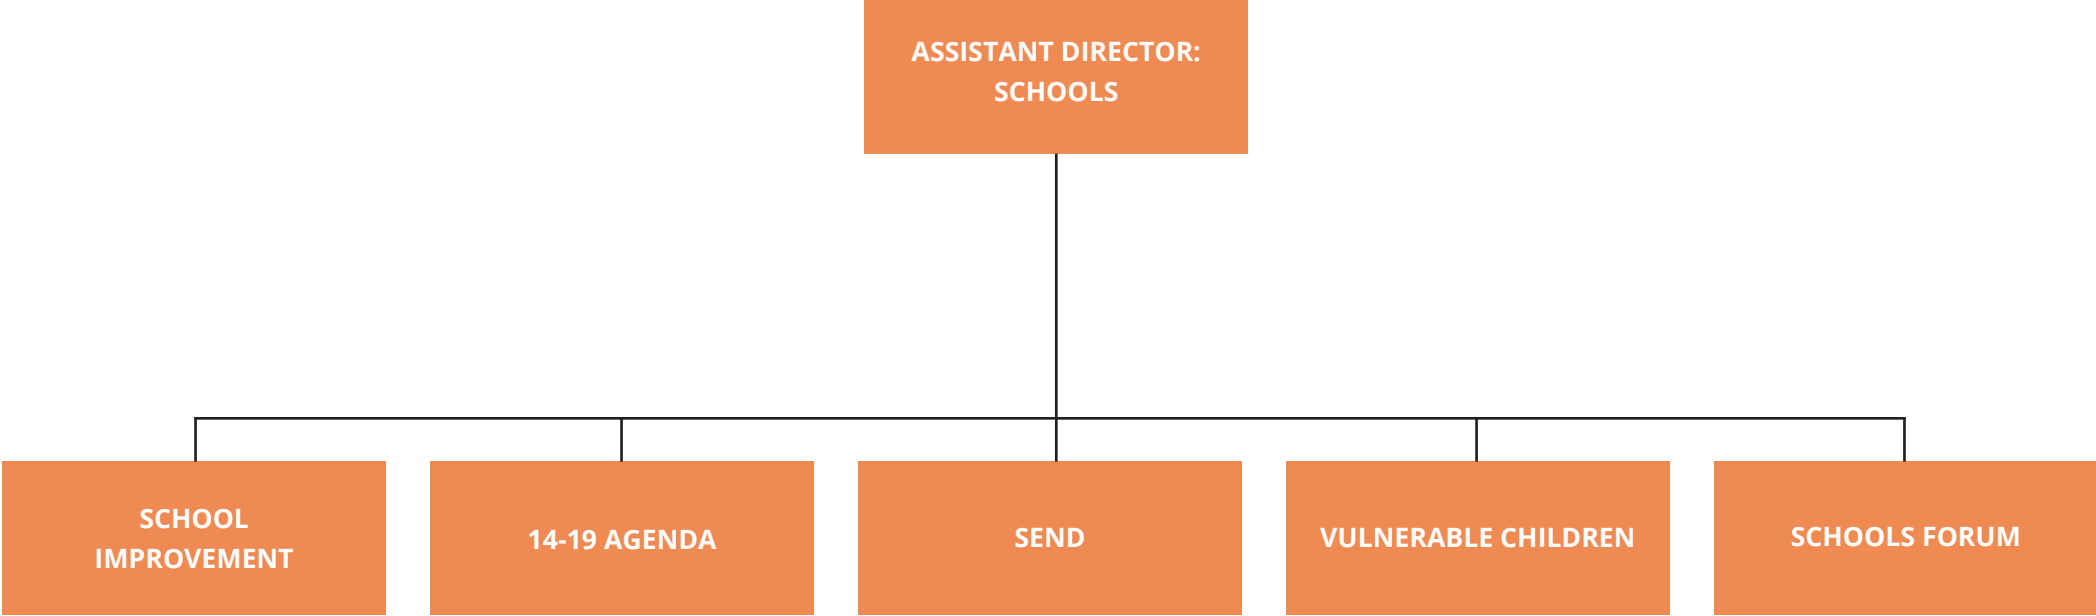 ASSISTANT DIRECTOR:
SCHOOLS
SCHOOL
IMPROVEMENT
14-19 AGENDA
SEND
VULNERABLE CHILDREN
SCHOOLS FORUM